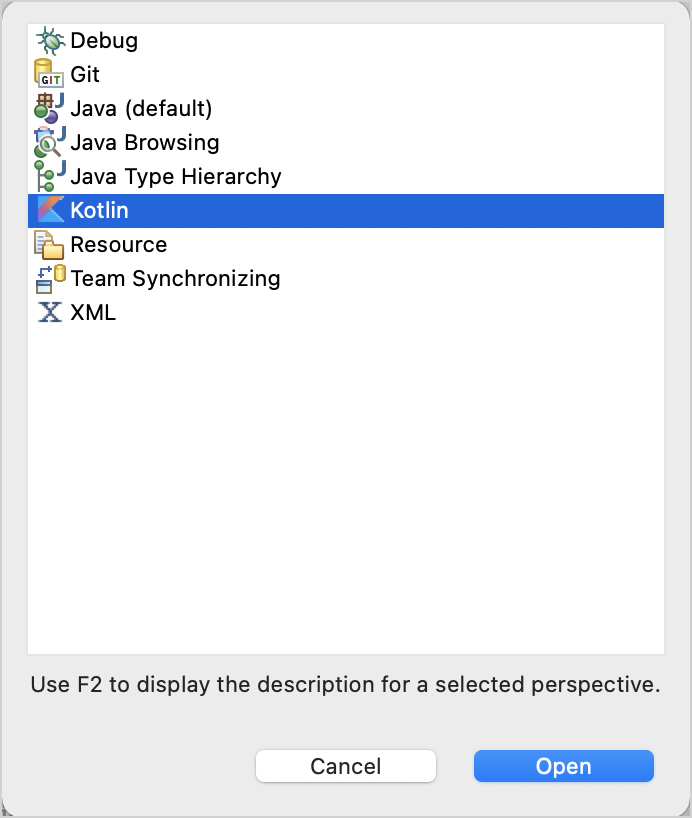 Debug
GIT Git
Java (default)
Java Browsing
Java Type Hierarchy
Kotlin
Resource
Team Synchronizing
X XML
Use F2 to display the description for a selected perspective.
Cancel Open